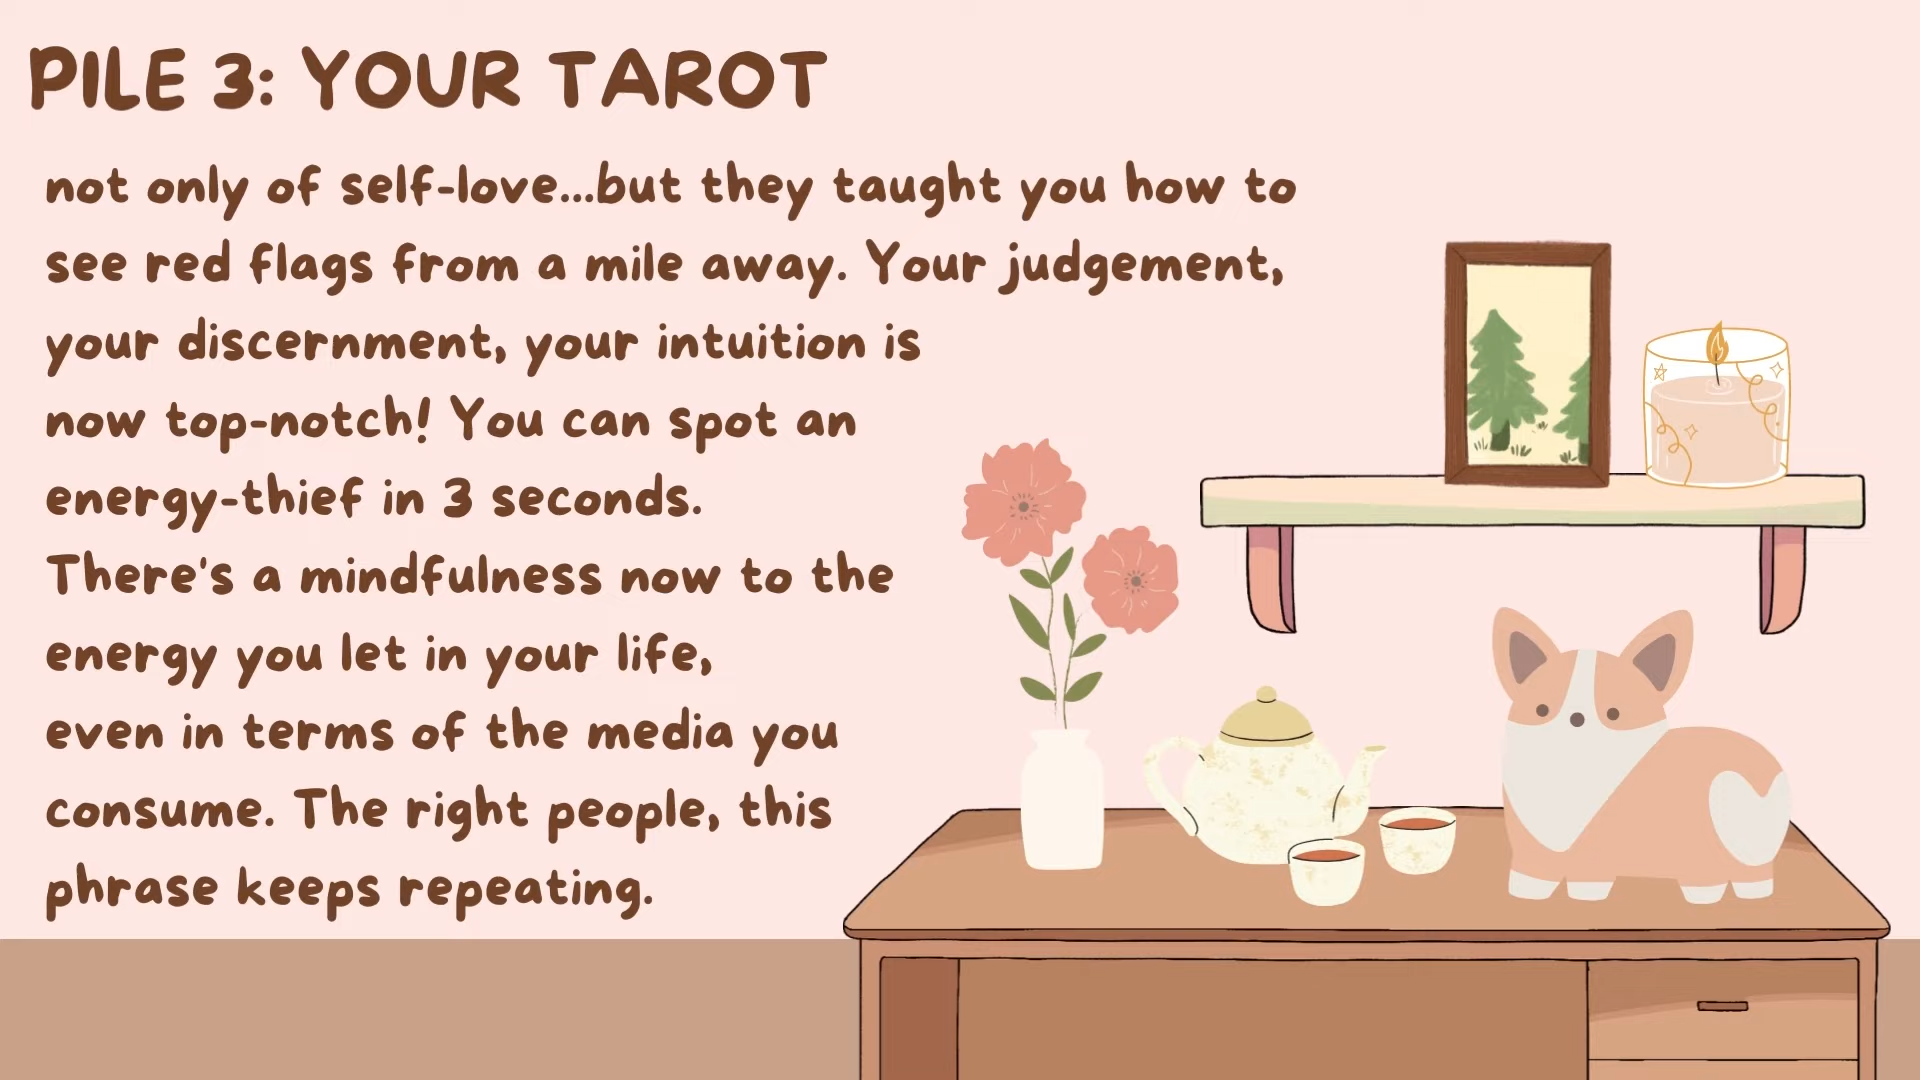 PILE 3: YOUR TAROT
not only of self-love...but they taught you how to
see red flags from a mile away. Your judgement,
your discernment, your intuition is
now top-notch! You can spot an
energy-thief in 3 seconds.
There's a mindfulness now to the
energy you let in your life,
even in terms of the media you
consume. The right people, this
phrase keeps repeating.